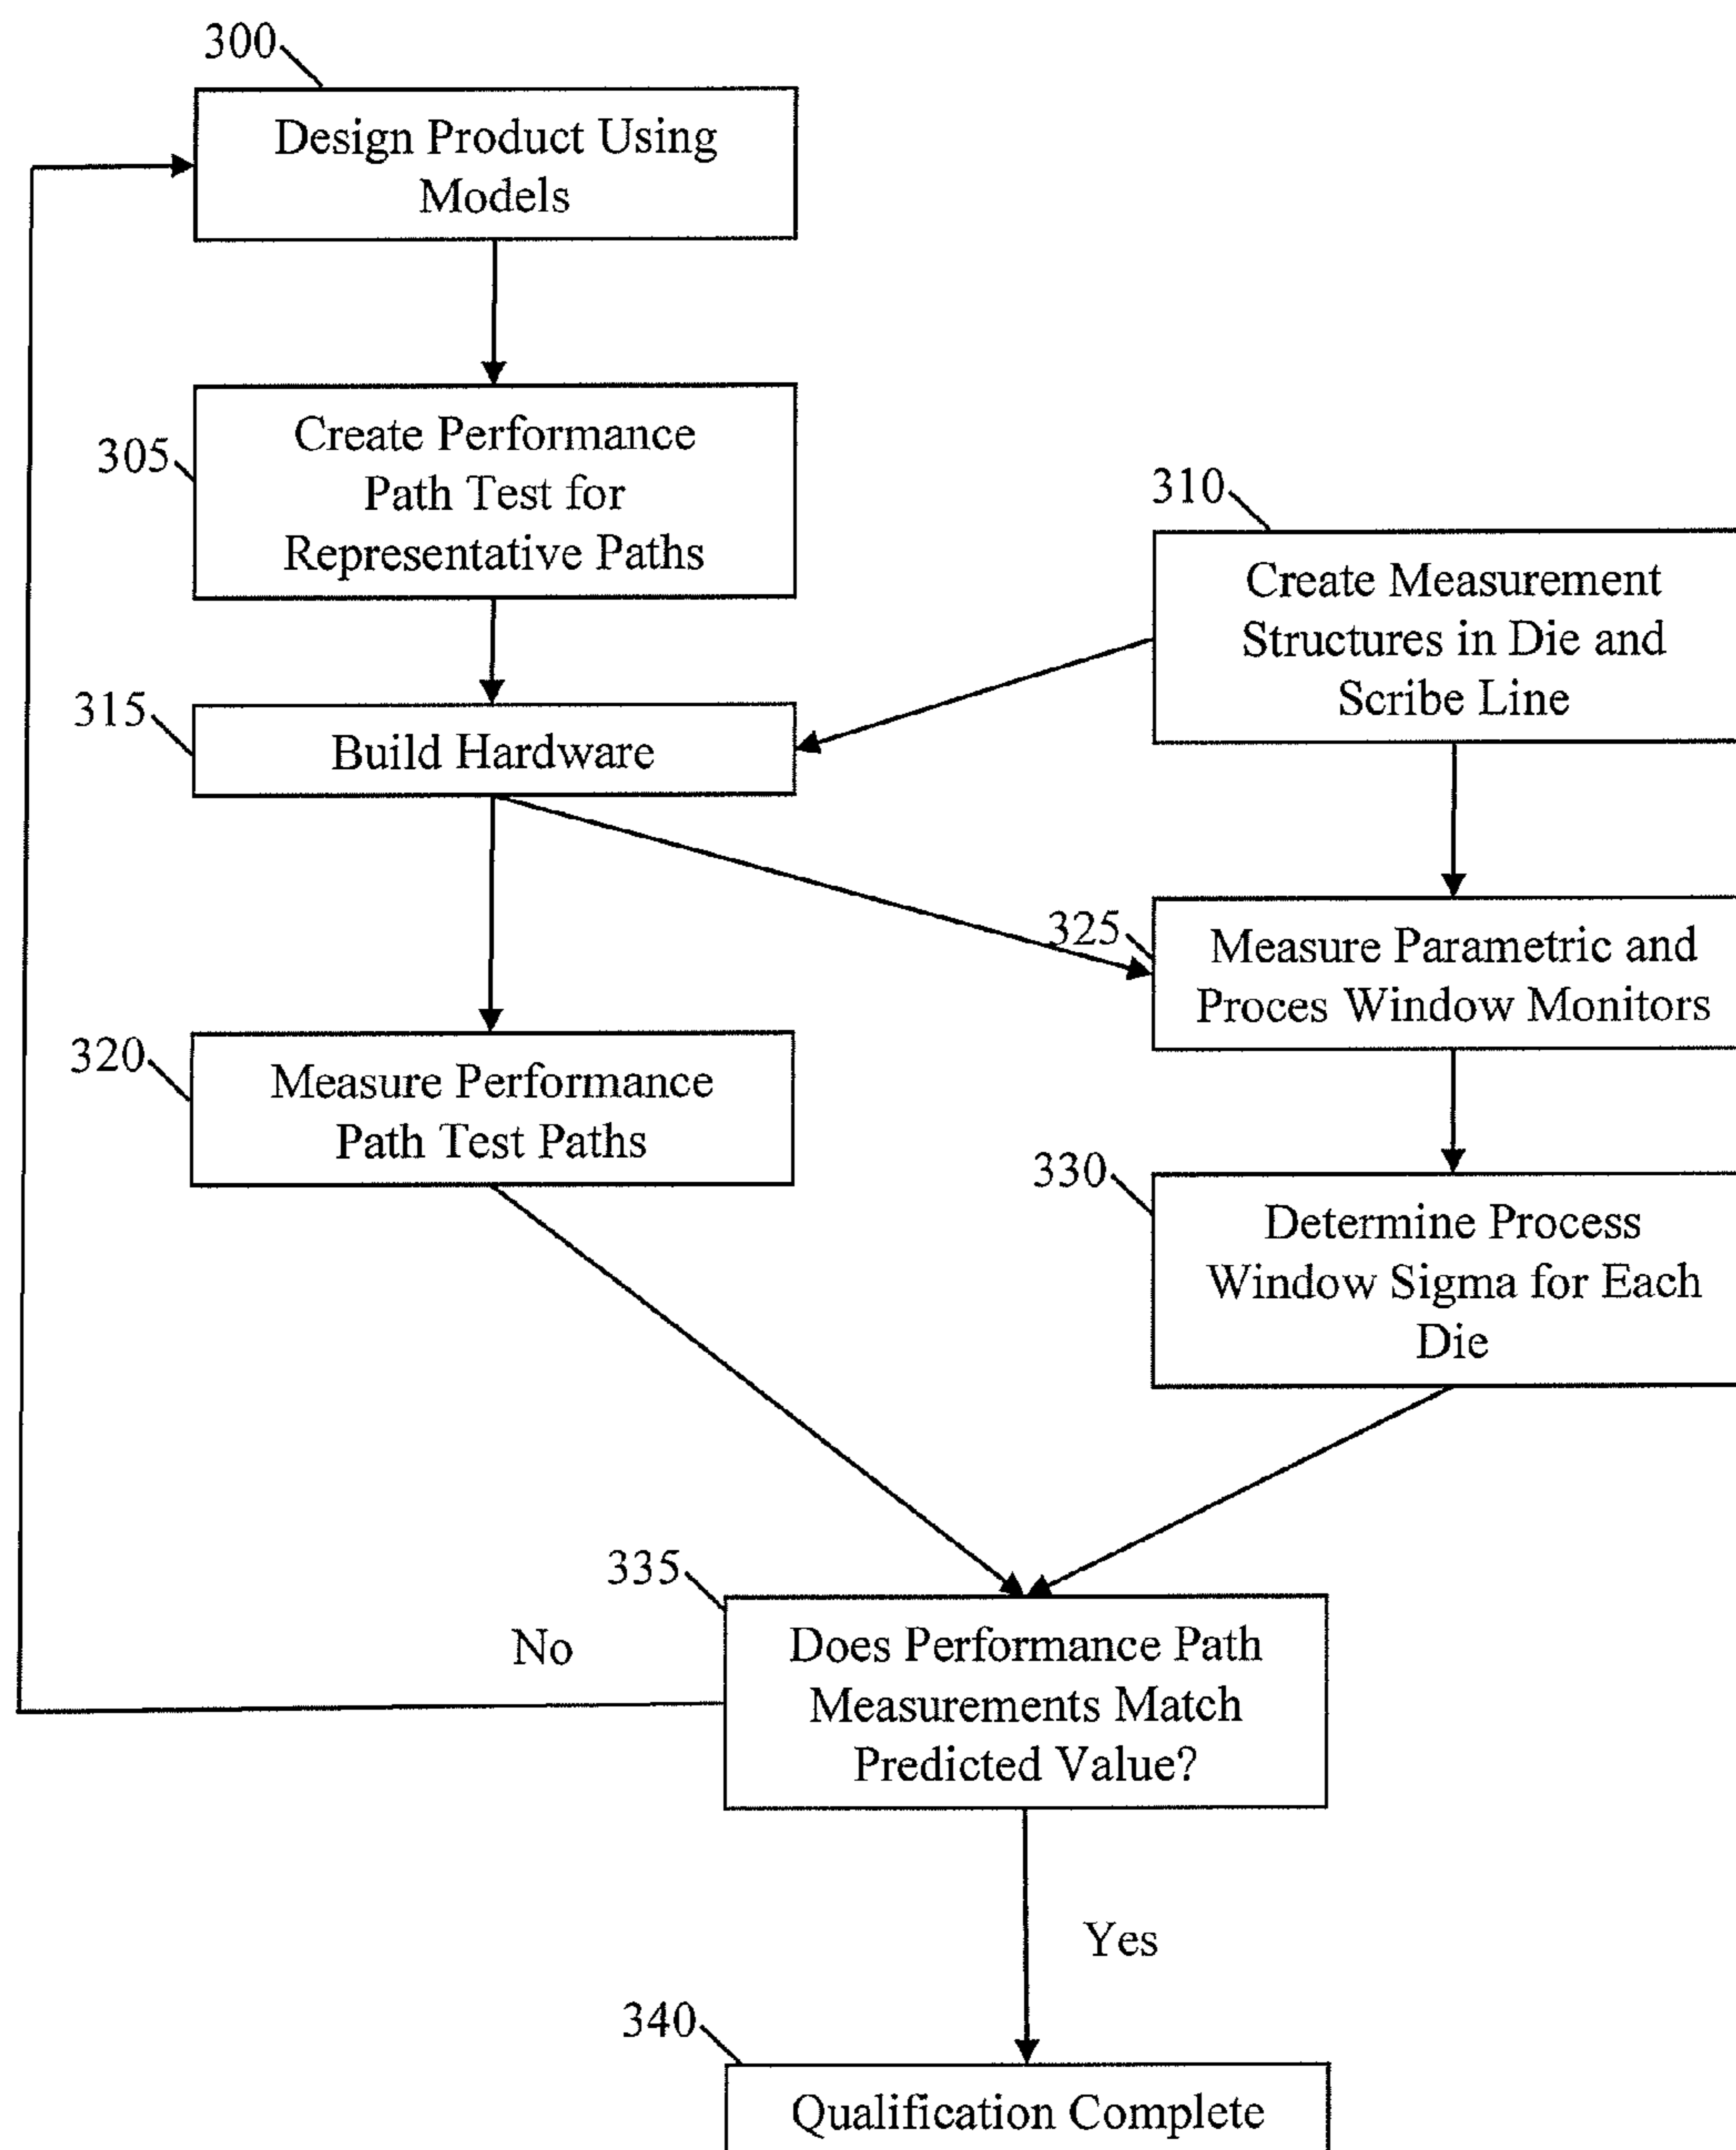 300
Design Product Using
Models
305
Create Performance
Path Test for
Representative Paths
310
Create Measurement
Structures in Die and
Scribe Line
315
Build Hardware
325
Measure Parametric and
Proces Window Monitors
320
Measure Performance
Path Test Paths
330
Determine Process
Window Sigma for Each
Die
335
Does Performance Path
Measurements Match
Predicted Value?
No
Yes
340
Qualification Complete